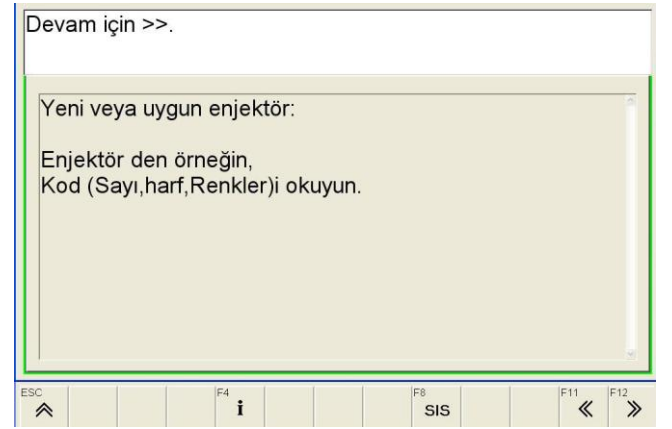 Devam için >>.
Yeni veya uygun enjektör:
Enjektör den örneğin,
Kod (Sayı,harf,Renkler)i okuyun.
ESC F4 i F8 SIS F11 « F12 »